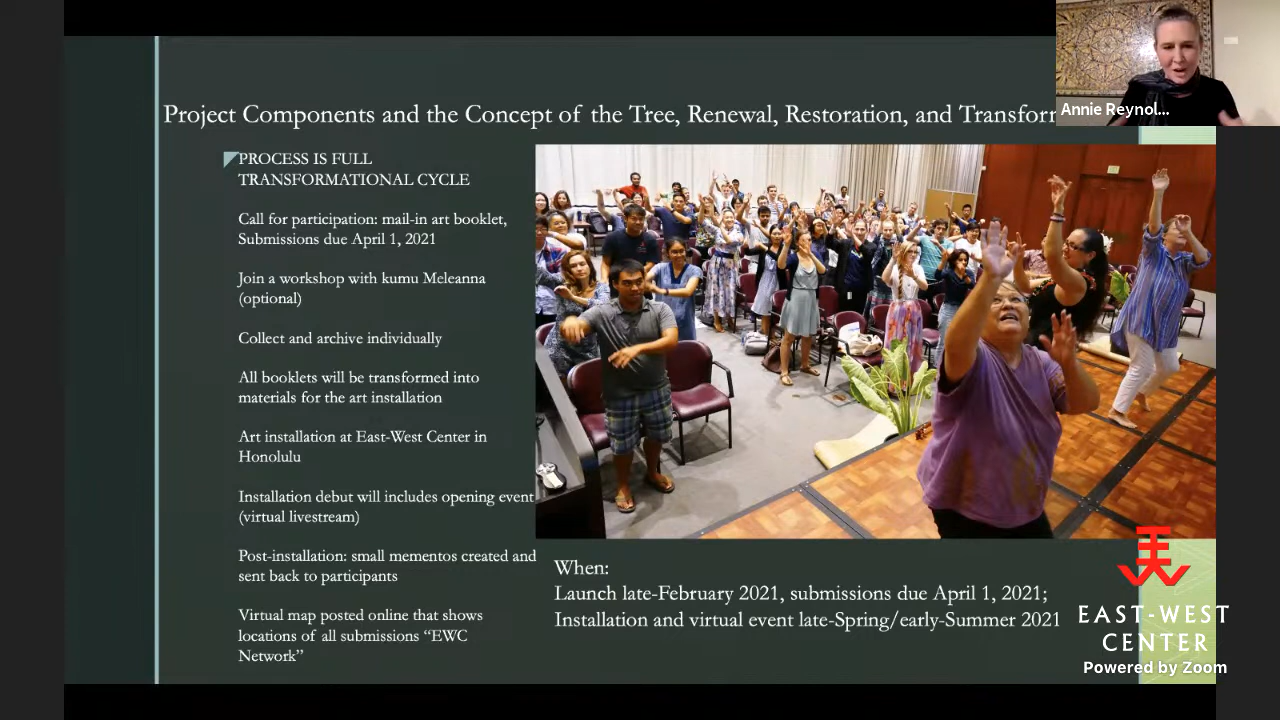 Project Components and the Concept of the Tree, Renewal, Restoration, and Transfor
Annie Reynol...
PROCESS IS FULL
TRANSFORMATIONAL CYCLE
Call for participation: mail-in art booklet,
Submissions due April 1, 2021
Join a workshop with kumu Meleanna
(optional)
Collect and archive individually
All booklets will be transformed into
materials for the art installation
Art installation at East-West Center in
Honolulu
Installation debut will includes opening event
(virtual livestream)
Post-installation: small mementos created and
sent back to participants
Virtual map posted online that shows
locations of all submissions “EWC
Network”
When:
Launch late-February 2021, submissions due April 1, 2021;
Installation and virtual event late-Spring/early-Summer 2021
EAST-WEST
CENTER
Powered by Zoom